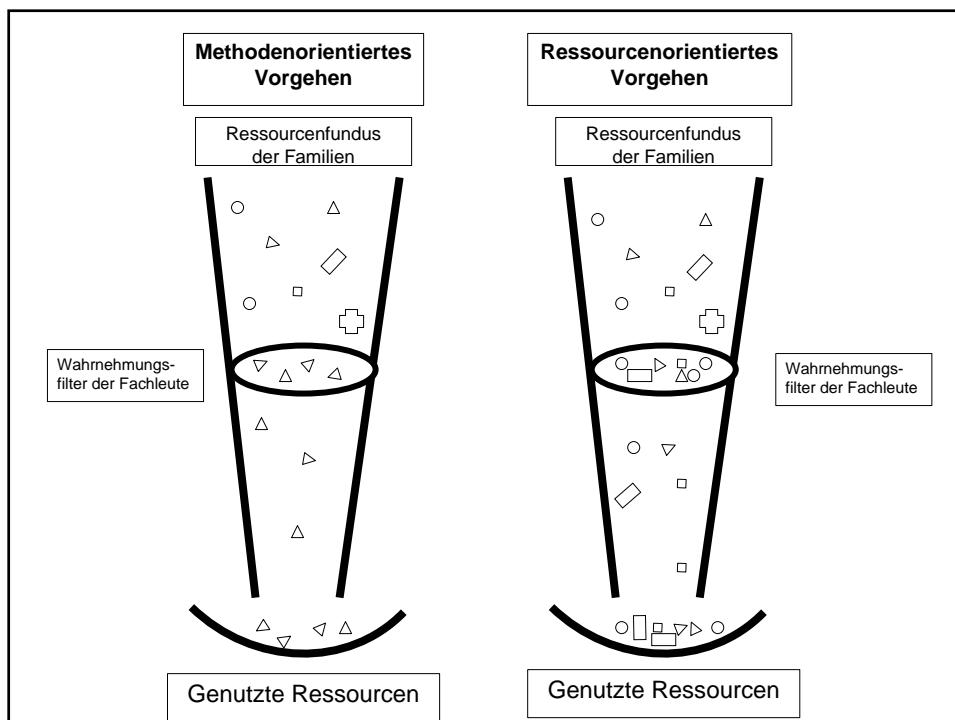 Methodenorientiertes
Vorgehen
Ressourcenfundus
der Familien
Wahrnehmungs-
filter der Fachleute
Genutzte Ressourcen
Ressourcenorientiertes
Vorgehen
Ressourcenfundus
der Familien
Wahrnehmungs-
filter der Fachleute
Genutzte Ressourcen